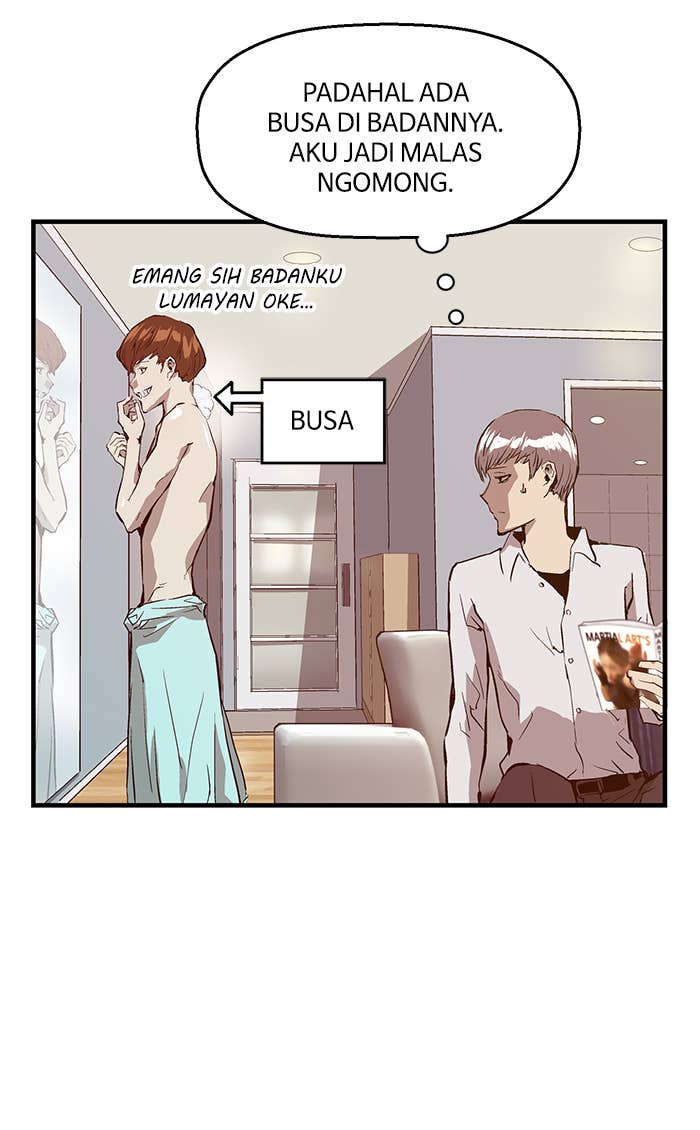 PADAHAL ADA
BUSA DI BADANNYA.
AKU JADI MALAS
NGOMONG.
EMANG SIH BADANKU
LUMAYAN OKE...
BUSA
MARTIAL ART'S